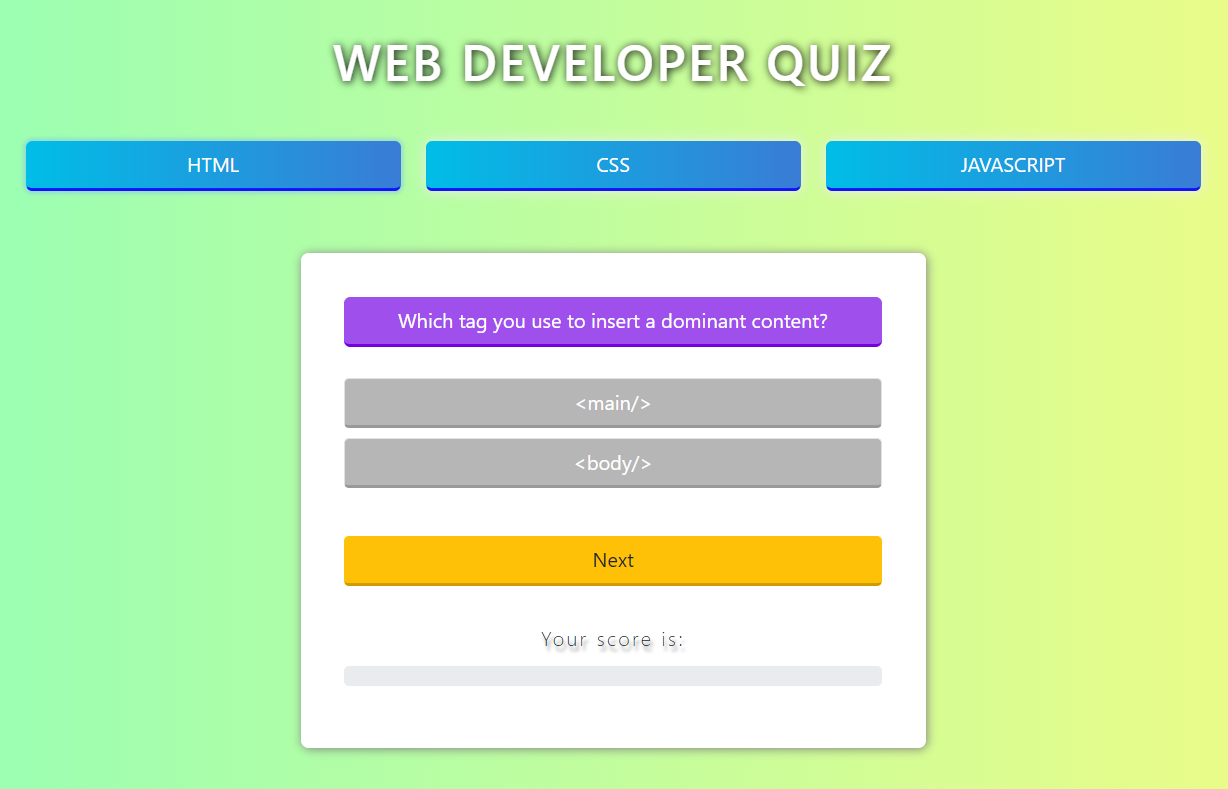 WEB DEVELOPER QUIZ
HTML
CSS
JAVASCRIPT
Which tag you use to insert a dominant content?
<main/>
<body/>
Next
Your score is: